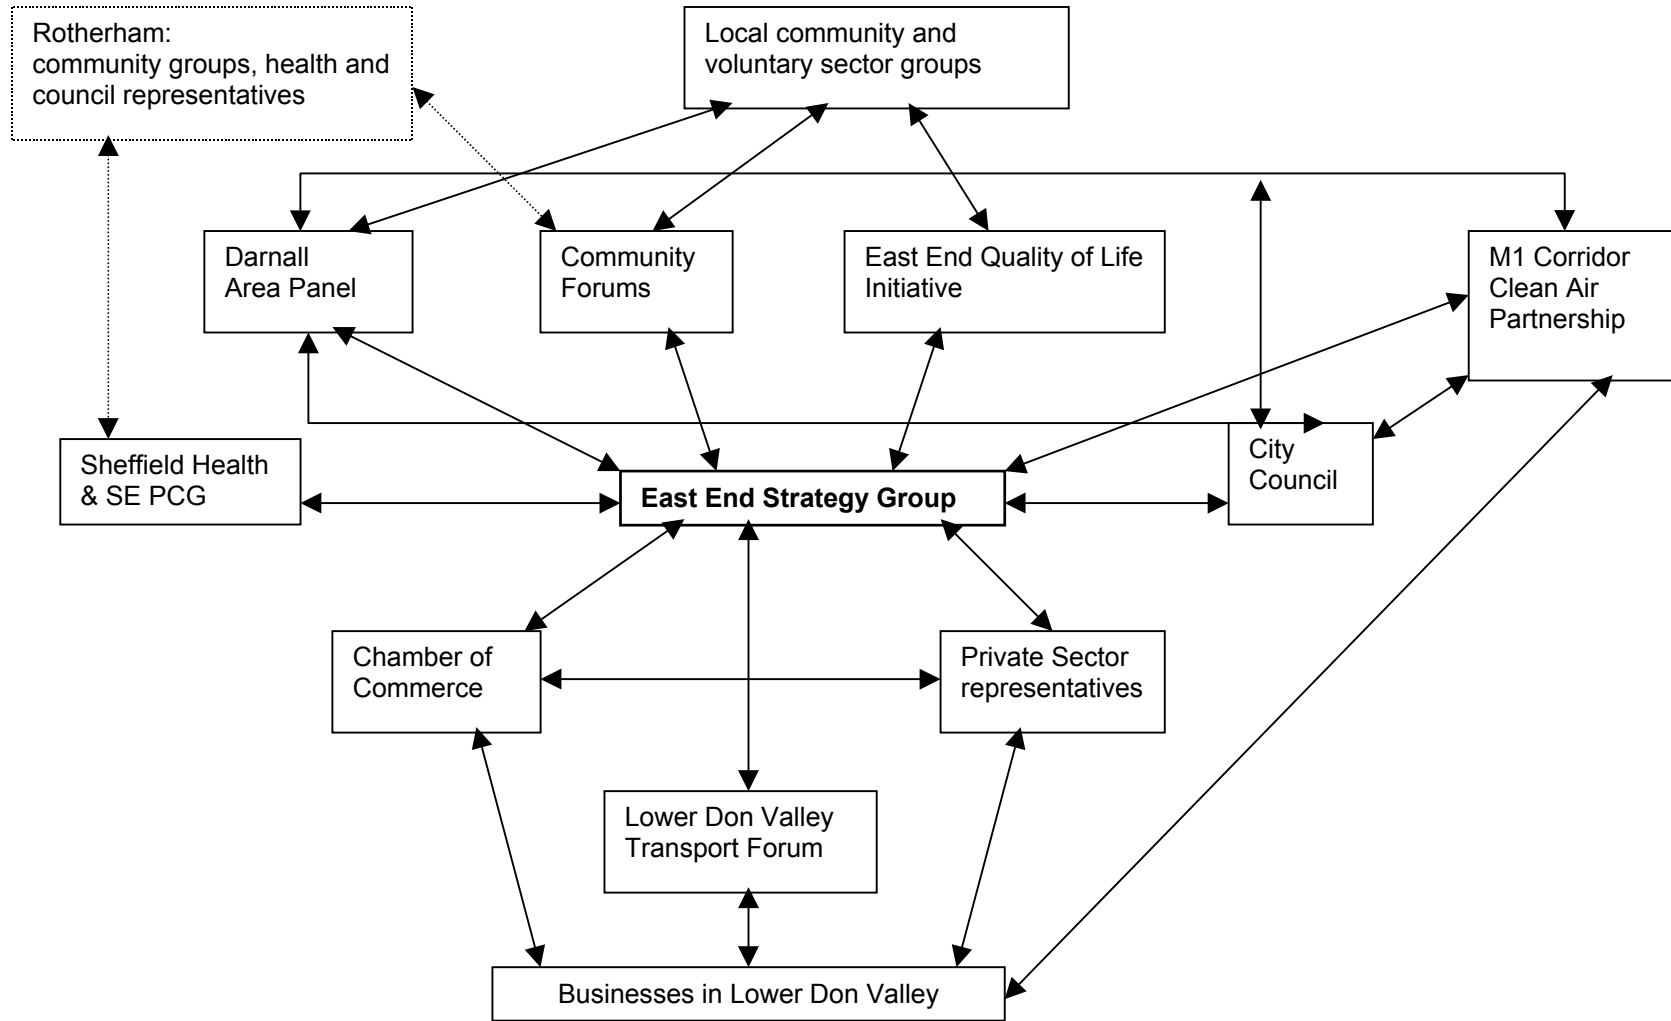 Rotherham:
community groups, health and
council representatives
Local community and
voluntary sector groups
Darnall
Area Panel
Community
Forums
East End Quality of Life
Initiative
M1 Corridor
Clean Air
Partnership
Sheffield Health
& SE PCG
East End Strategy Group
City
Council
Chamber of
Commerce
Private Sector
representatives
Lower Don Valley
Transport Forum
Businesses in Lower Don Valley